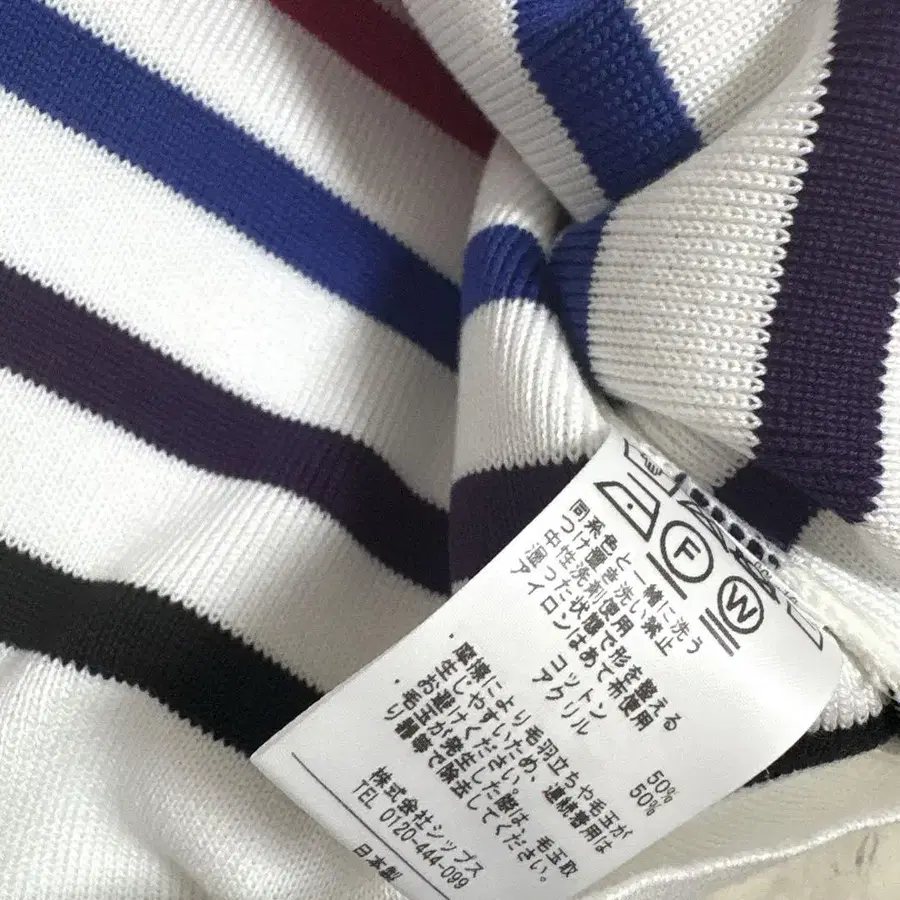 F
W
同系色と一緒に洗う
つけ置き洗い禁止
中性洗剤使用
湿った状態で形を整える
アイロンはあて布使用
コットン 50%
アクリル 50%
・摩擦により毛羽立ちや毛玉が
生しやすいため、連続着用は
お避けください。
・毛玉が発生した際は、毛玉取
り器等で除去してください。
株式会社シップス
TEL 0120-444-099
日本製